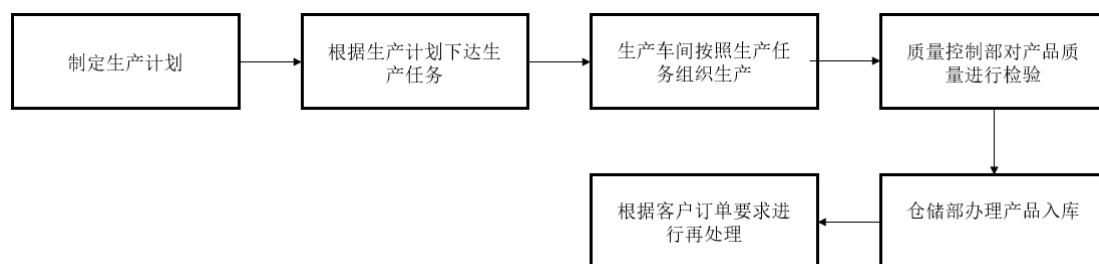 制定生产计划
根据生产计划下达生
产任务
生产车间按照生产任
务组织生产
质量控制部对产品质
量进行检验
仓储部办理产品入库
根据客户订单要求进
行再处理